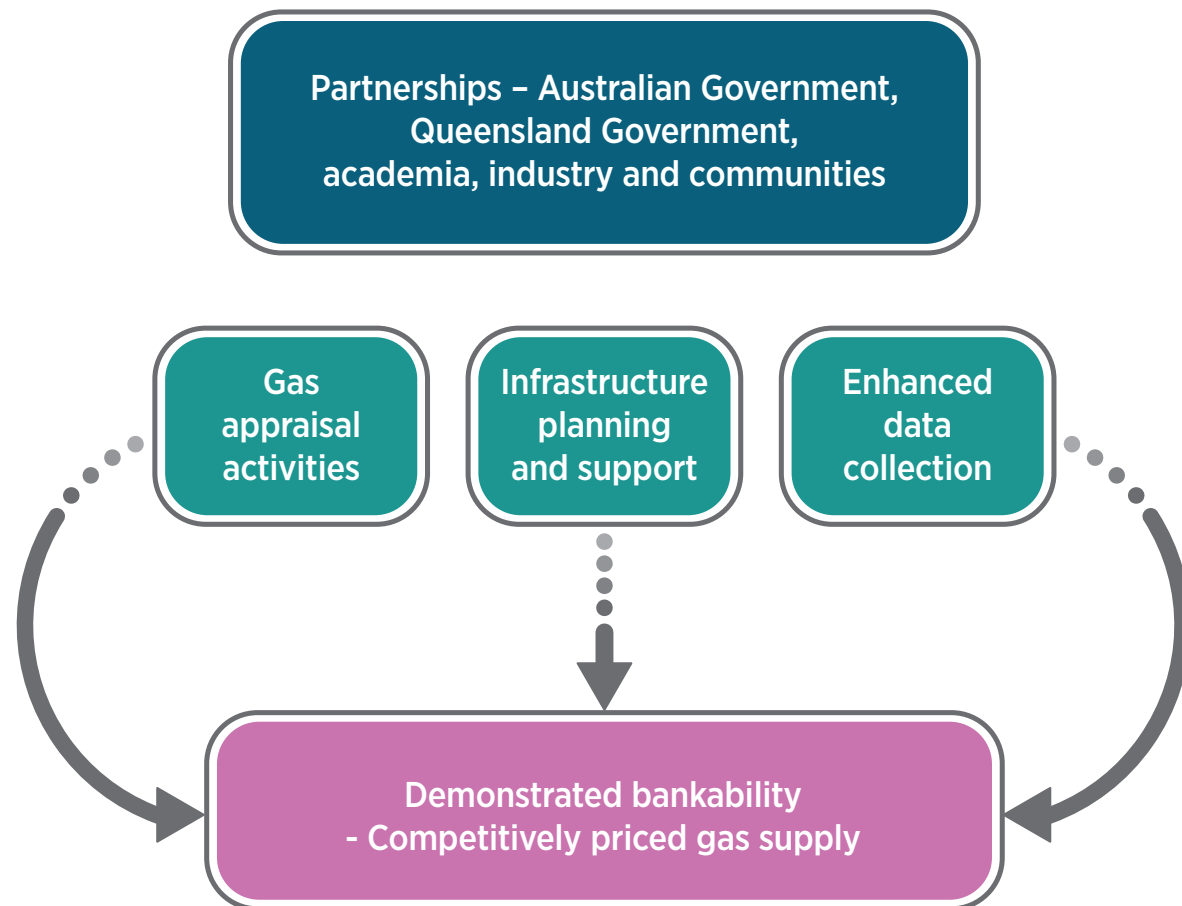 Partnerships – Australian Government,
Queensland Government,
academia, industry and communities
Gas
appraisal
activities
Infrastructure
planning
and support
Enhanced
data
collection
Demonstrated bankability
- Competitively priced gas supply